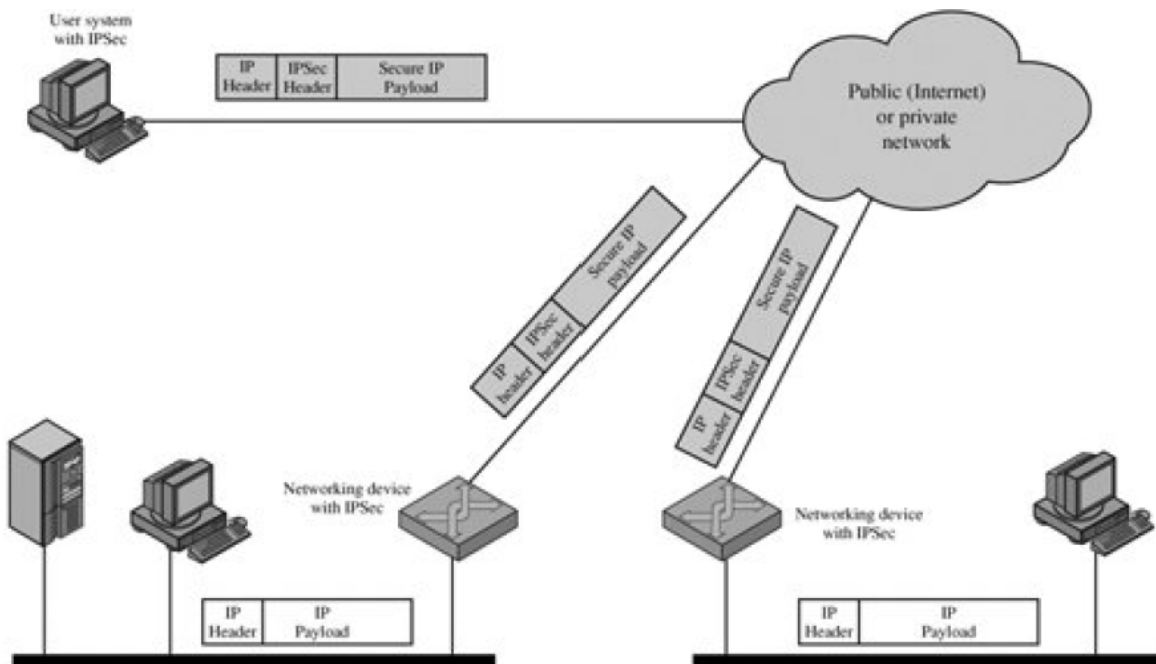 User system
with IPSec
IP
Header
IPSec
Header
Secure IP
Payload
Public (Internet)
or private
network
IP
header
IPSec
header
Secure IP
payload
IP
header
IPSec
header
Secure IP
payload
Networking device
with IPSec
Networking device
with IPSec
IP
Header
IP
Payload
IP
Header
IP
Payload